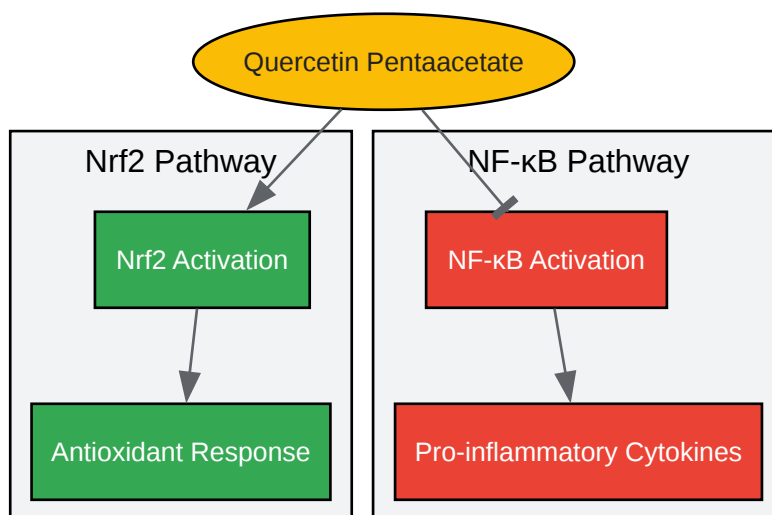 Quercetin Pentaacetate
Nrf2 Pathway
NF-κB Pathway
Nrf2 Activation
NF-κB Activation
Antioxidant Response
Pro-inflammatory Cytokines